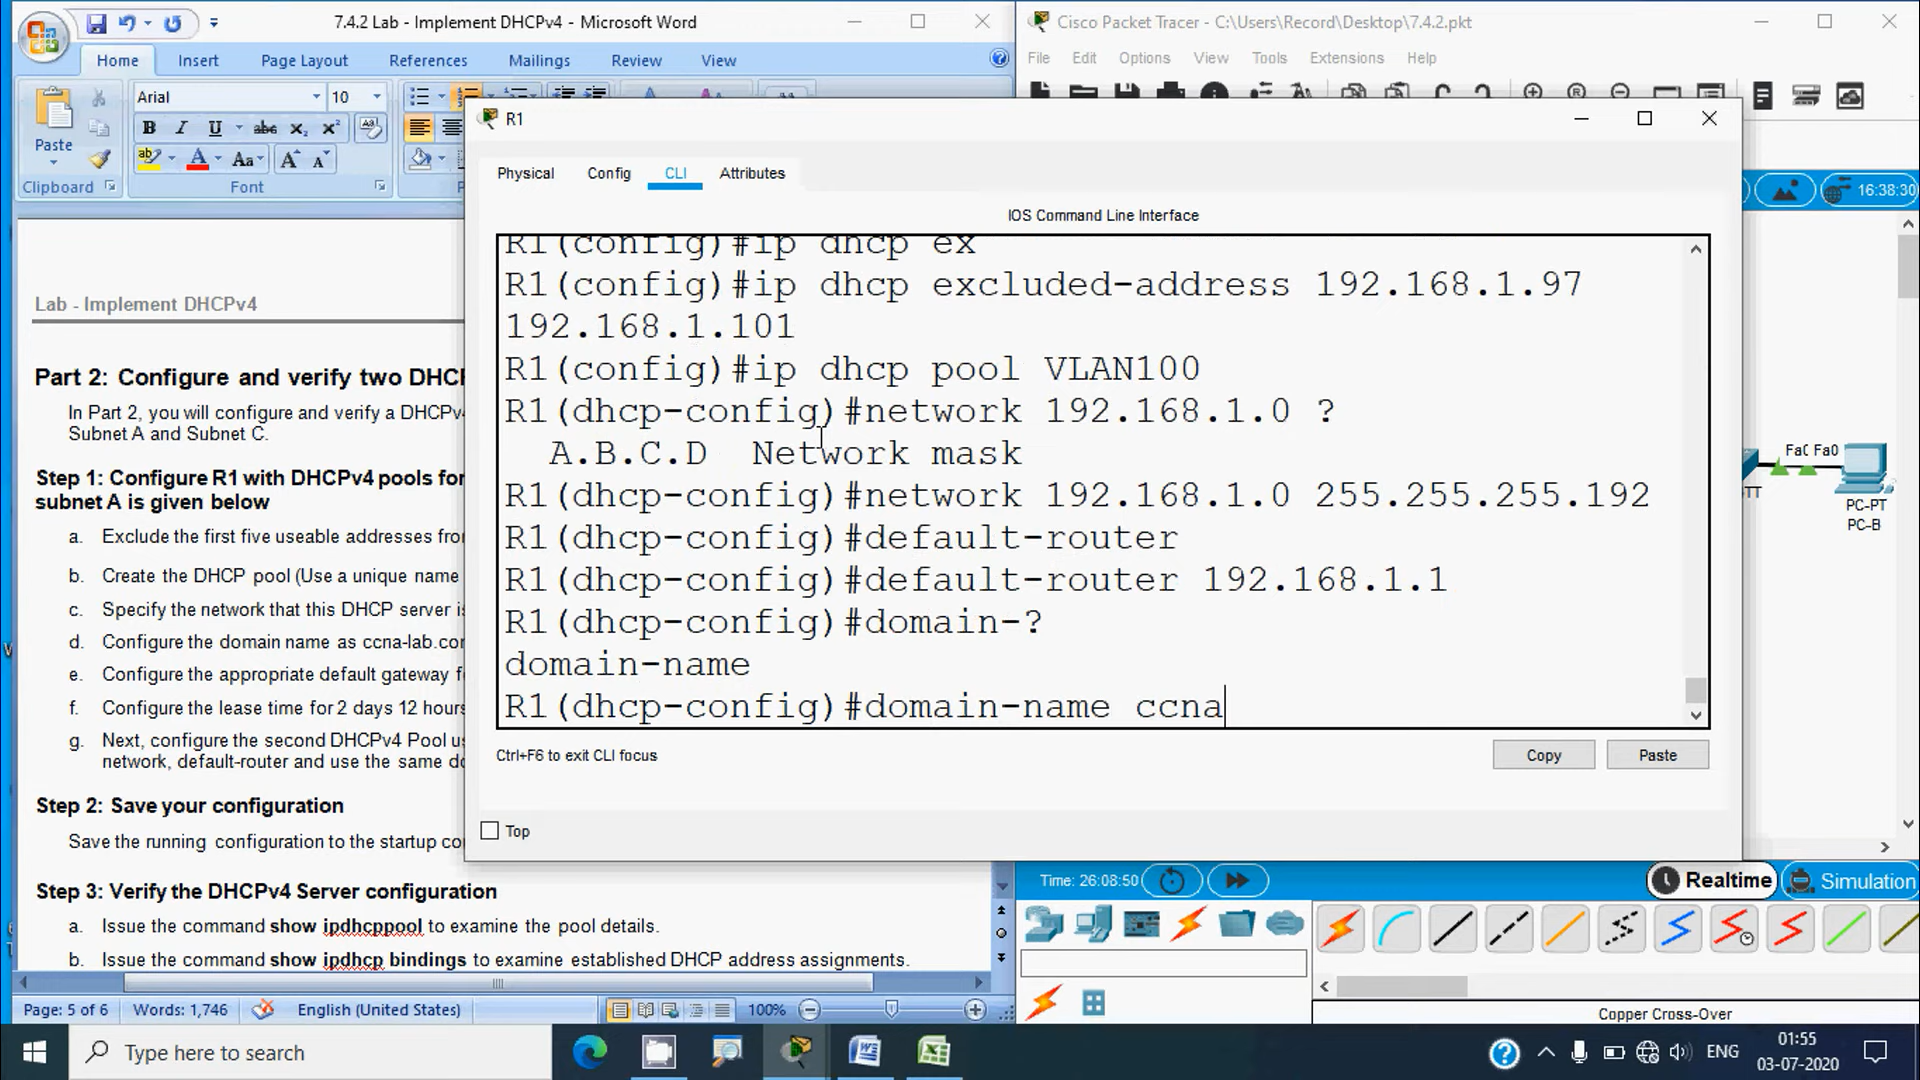 7.4.2 Lab - Implement DHCPv4 - Microsoft Word
Home
Insert
Page Layout
References
Mailings
Review
View
Paste
Clipboard
Arial
10
Font
Lab - Implement DHCPv4
Part 2: Configure and verify two DHC
In Part 2, you will configure and verify a DHCPv
Subnet A and Subnet C.
Step 1: Configure R1 with DHCPv4 pools for
subnet A is given below
a. Exclude the first five useable addresses fro
b. Create the DHCP pool (Use a unique name
c. Specify the network that this DHCP server is
d. Configure the domain name as ccna-lab.co
e. Configure the appropriate default gateway f
f. Configure the lease time for 2 days 12 hours
g. Next, configure the second DHCPv4 Pool u
network, default-router and use the same do
Step 2: Save your configuration
Save the running configuration to the startup co
Step 3: Verify the DHCPv4 Server configuration
a. Issue the command show ipdhcppool to examine the pool details.
b. Issue the command show ipdhcp bindings to examine established DHCP address assignments.
Page: 5 of 6
Words: 1,746
English (United States)
100%
Cisco Packet Tracer - C:\Users\Record\Desktop\7.4.2.pkt
File
Edit
View
Options
Tools
Extensions
Help
16:38:30
R1
Physical
Config
CLI
Attributes
IOS Command Line Interface
R1(config)#ip dhcp ex
R1(config)#ip dhcp excluded-address 192.168.1.97
192.168.1.101
R1(config)#ip dhcp pool VLAN100
R1(dhcp-config)#network 192.168.1.0 ?
A.B.C.D Network mask
R1(dhcp-config)#network 192.168.1.0 255.255.255.192
R1(dhcp-config)#default-router
R1(dhcp-config)#default-router 192.168.1.1
R1(dhcp-config)#domain-?
domain-name
R1(dhcp-config)#domain-name ccna
Ctrl+F6 to exit CLI focus
Copy
Paste
Top
Fa0
TT
PC-PT
PC-B
Time: 26:08:50
Realtime
Simulation
Copper Cross-Over
Type here to search
ENG
01:55
03-07-2020